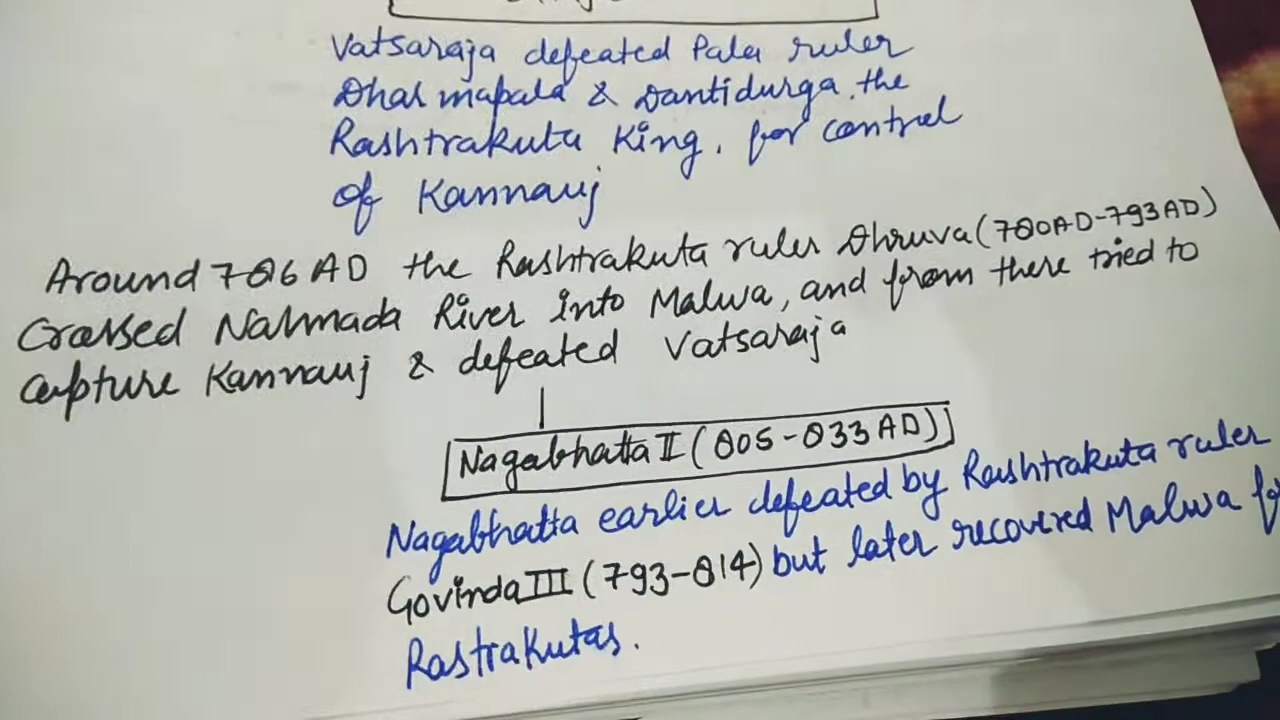 Vatsaraja defeated Pala ruler
Dharmapala & Dantidurga, the
Rashtrakuta King, for control
of Kannauj
Around 786 AD the Rashtrakuta ruler Dhruva (780AD-793AD)
Crossed Narmada River into Malwa, and from there tried to
capture Kannauj & defeated Vatsaraja
Nagabhatta II (805-833 AD)
Nagabhatta earlier defeated by Rashtrakuta ruler
Govinda III (793-814) but later recovered Malwa
Rastrakutas.